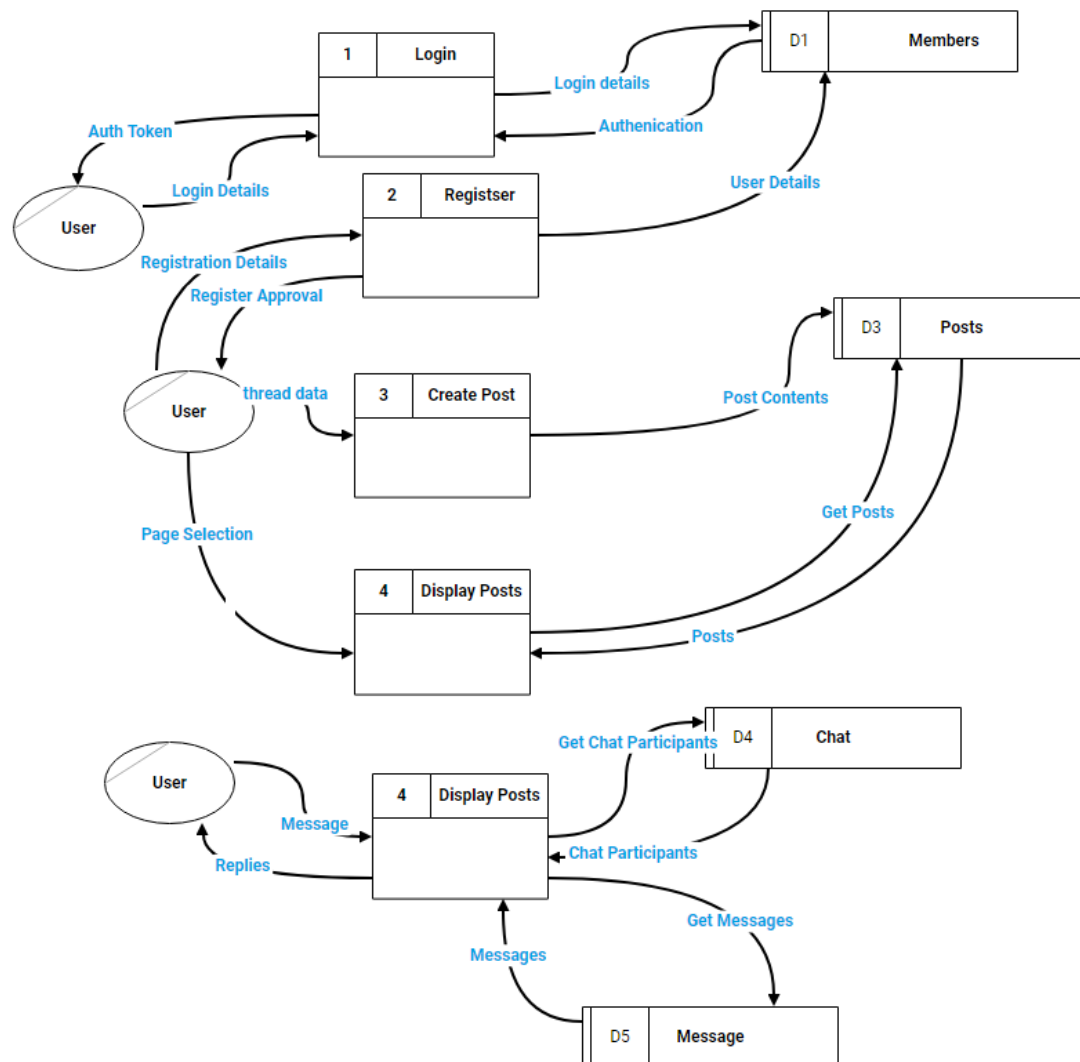 D1 Members
1 Login
Login details
Authenication
Auth Token
Login Details
User
2 Registser
User Details
Registration Details
Register Approval
D3 Posts
User
thread data
3 Create Post
Post Contents
Get Posts
Page Selection
4 Display Posts
Posts
D4 Chat
Get Chat Participants
User
4 Display Posts
Message
Chat Participants
Replies
Get Messages
Messages
D5 Message